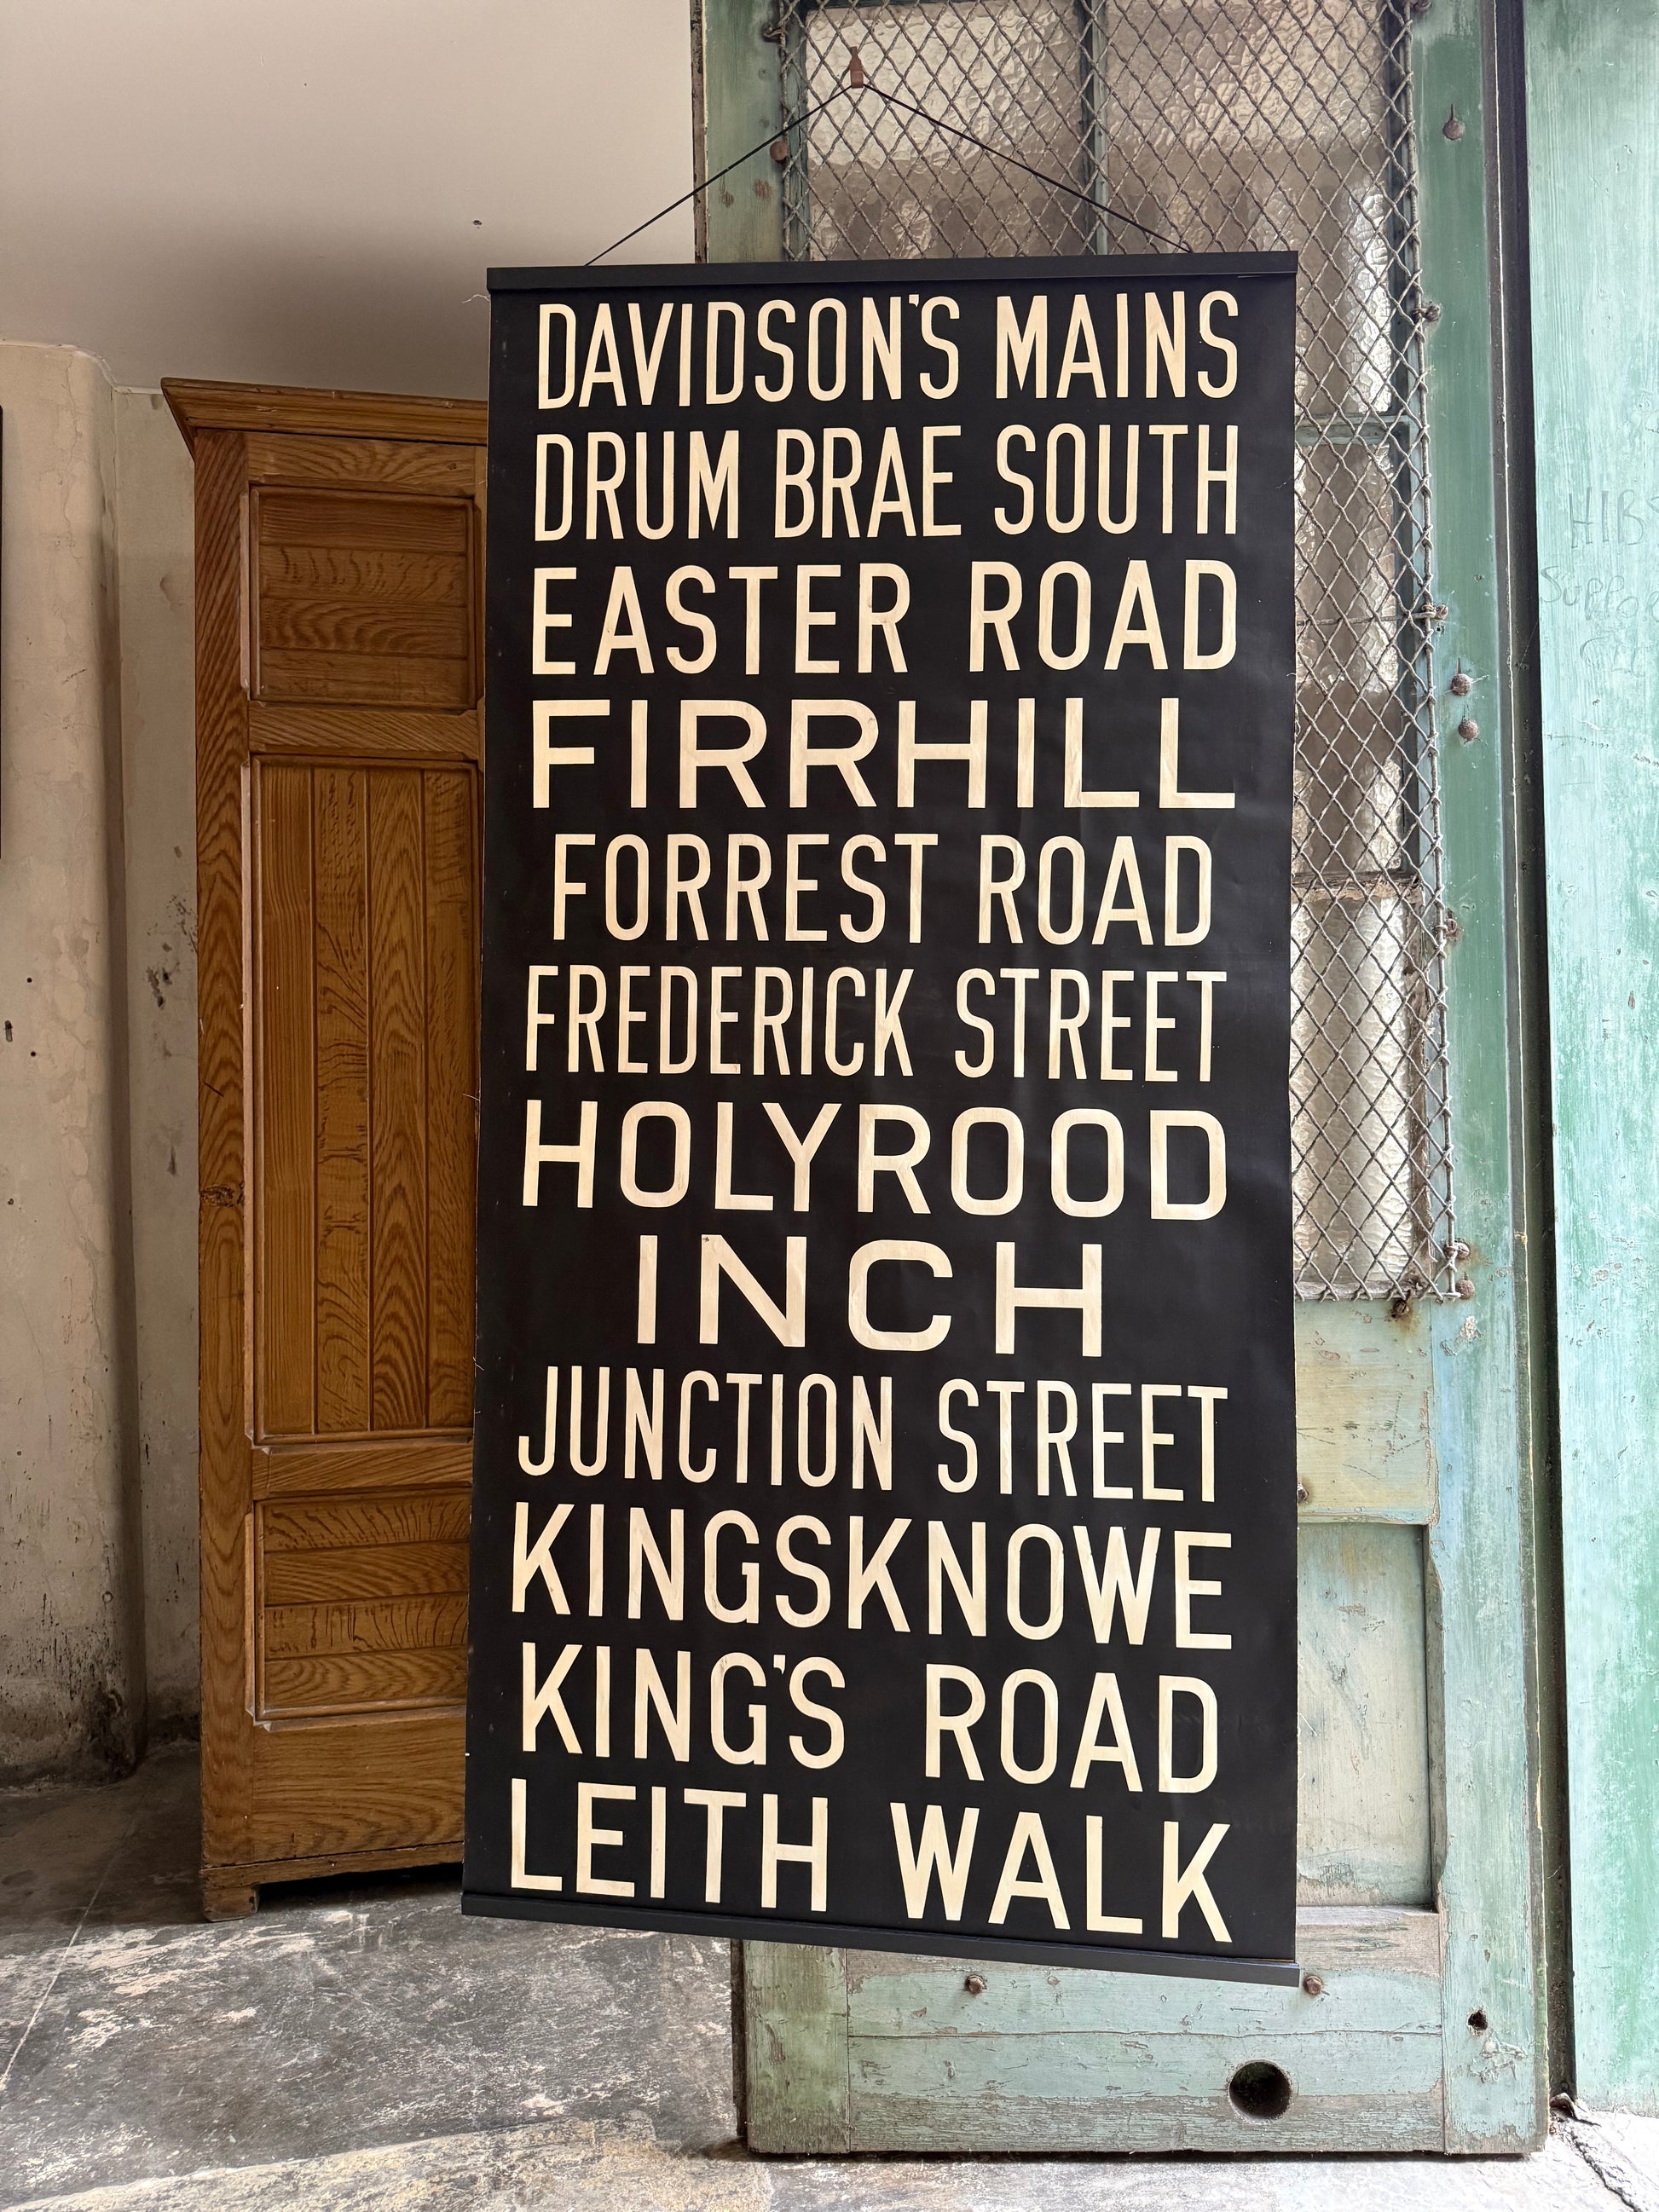 DAVIDSON'S MAINS
DRUM BRAE SOUTH
EASTER ROAD
FIRRHILL
FORREST ROAD
FREDERICK STREET
HOLYROOD
INCH
JUNCTION STREET
KINGSKNOWE
KING'S ROAD
LEITH WALK
HIBS